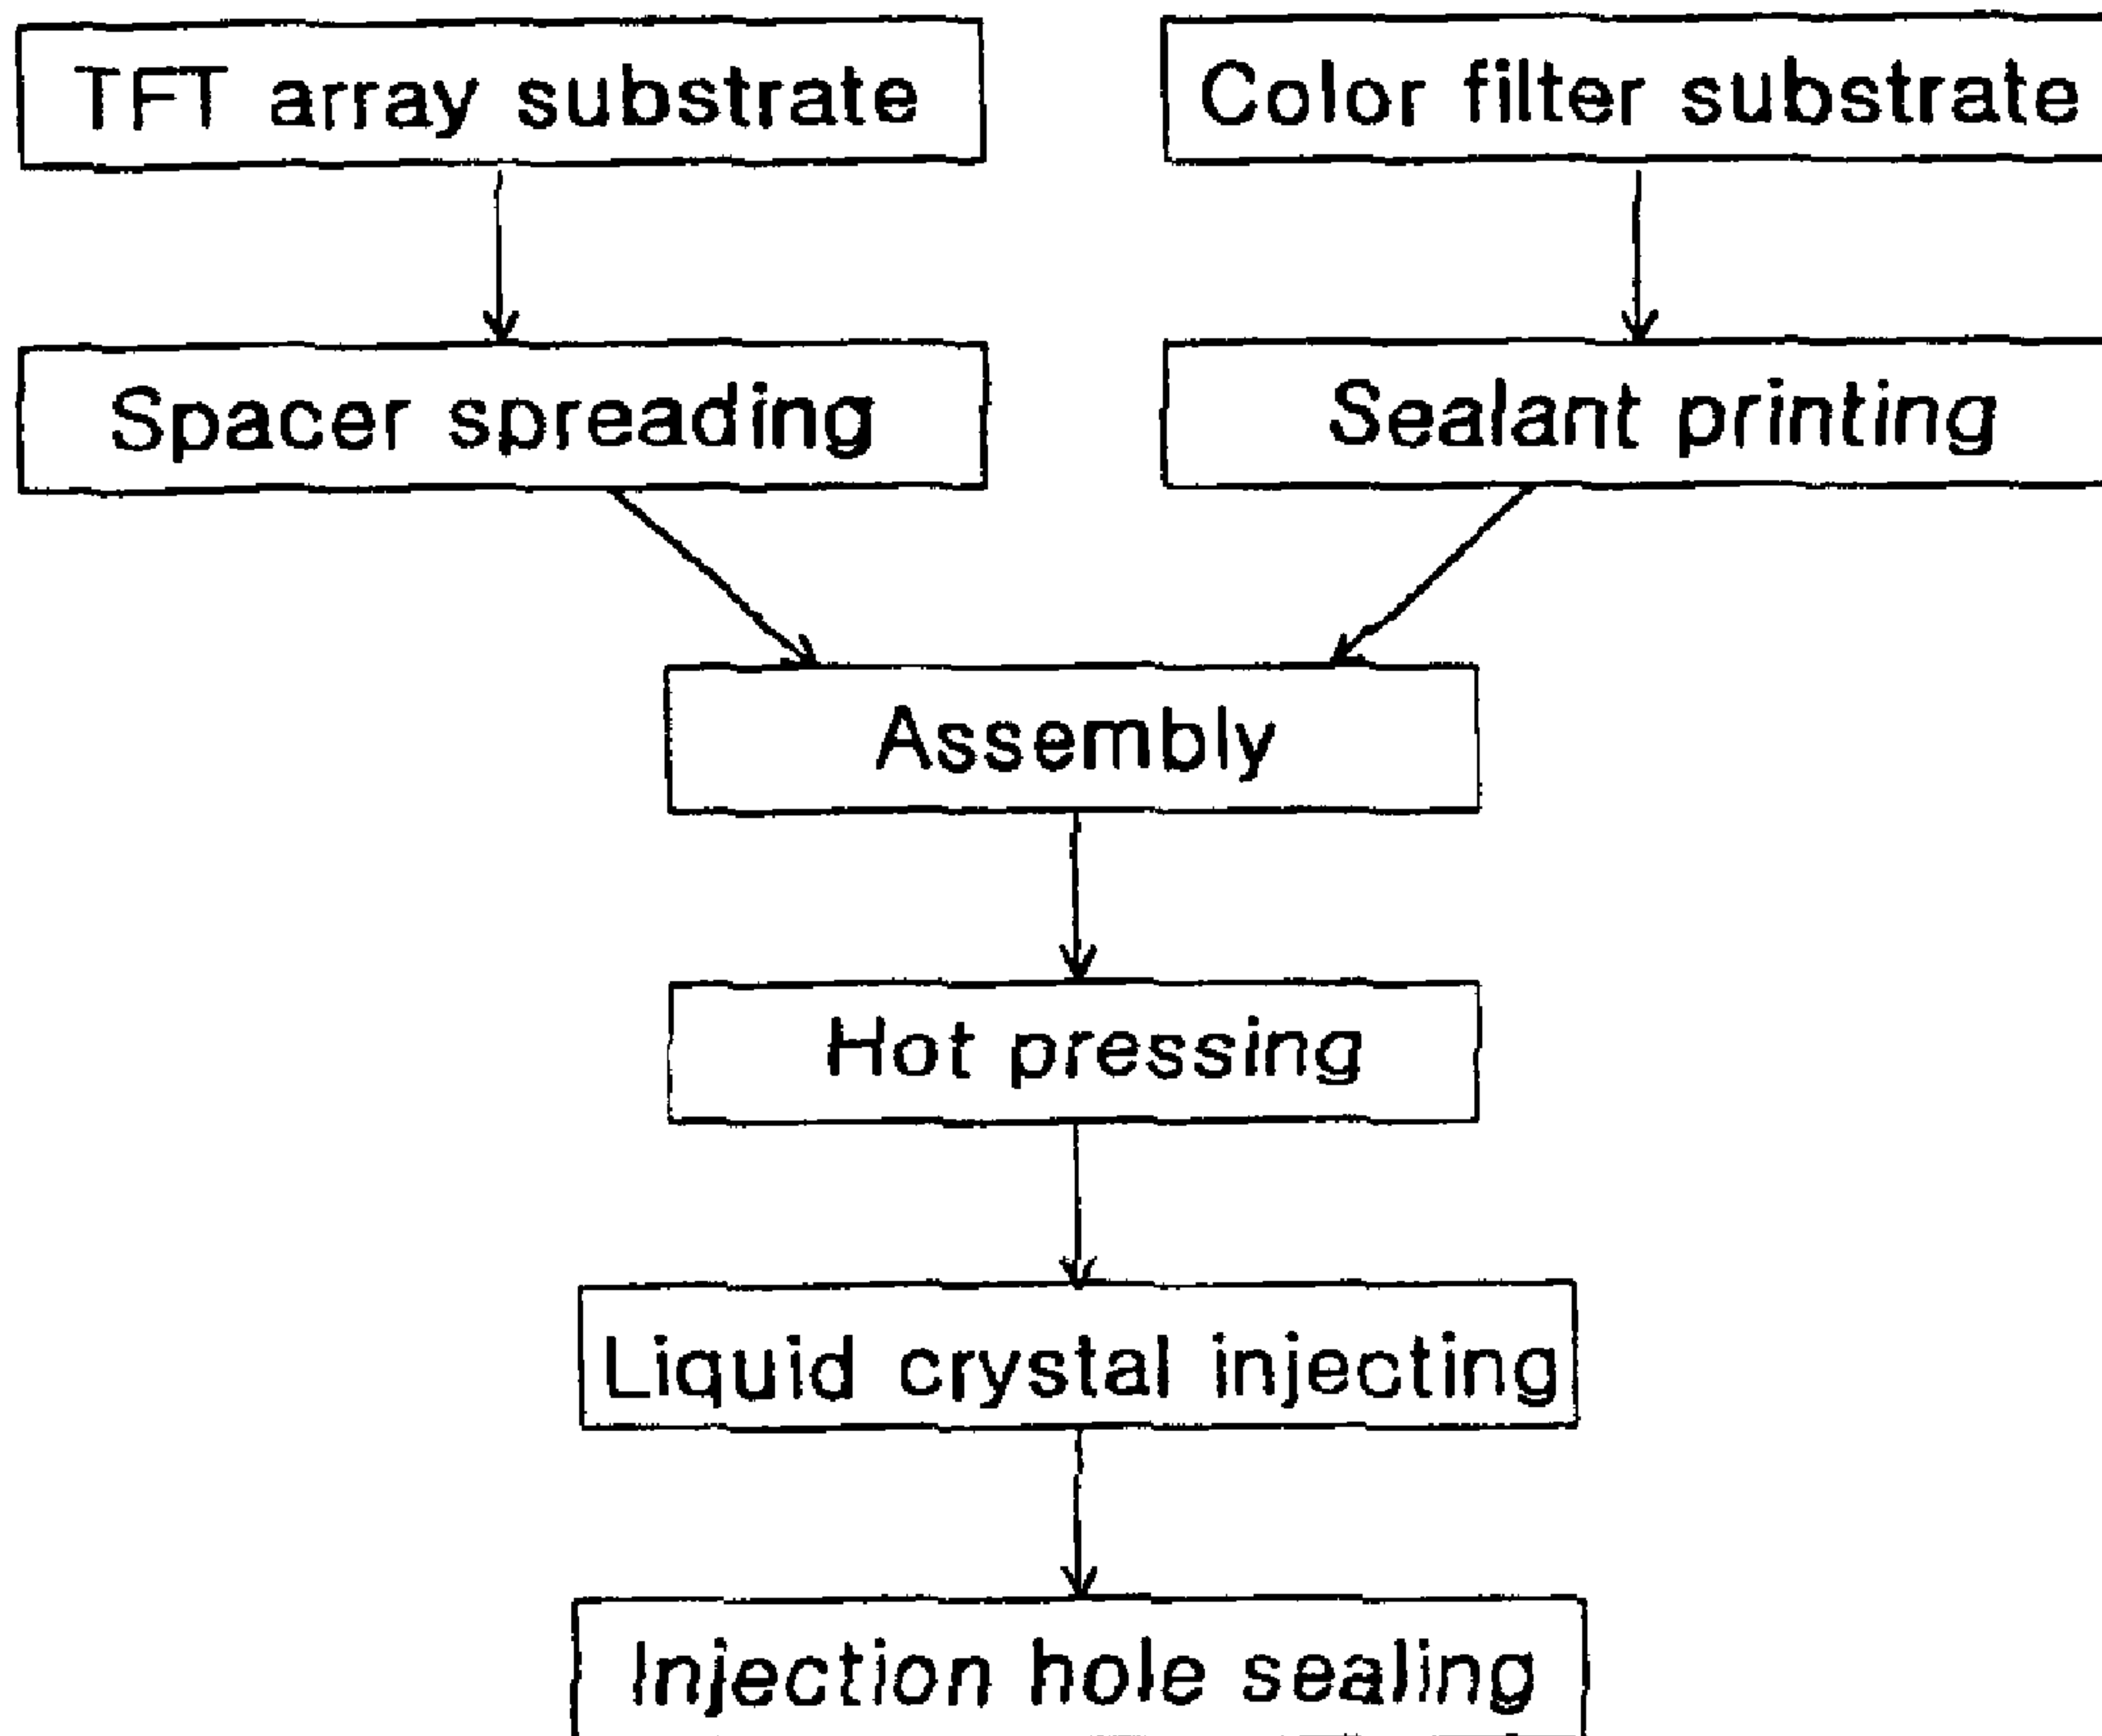 TFT array substrate
Color filter substrate
Spacer spreading
Sealant printing
Assembly
Hot pressing
Liquid crystal injecting
Injection hole sealing